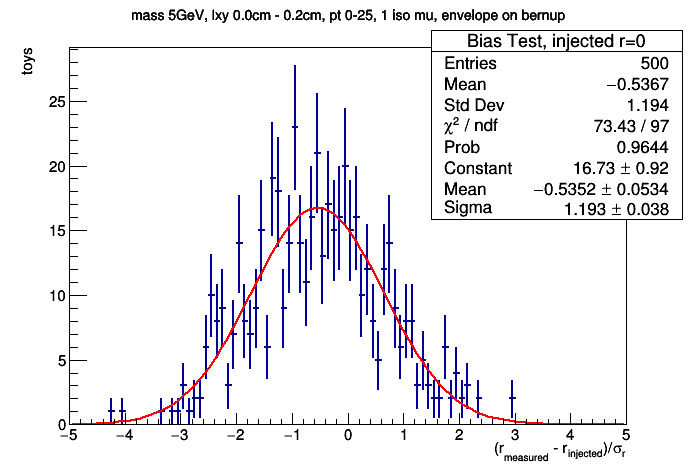 mass 5GeV, lxy 0.0cm - 0.2cm, pt 0-25, 1 iso mu, envelope on bernup
Bias Test, injected r=0
Entries 500
Mean −0.5367
Std Dev 1.194
χ² / ndf 73.43 / 97
Prob 0.9644
Constant 16.73 ± 0.92
Mean −0.5352 ± 0.0534
Sigma 1.193 ± 0.038
toys
25
20
15
10
5
0
−5 −4 −3 −2 −1 0 1 2 3 4 5
(r_measured - r_injected)/σ_r